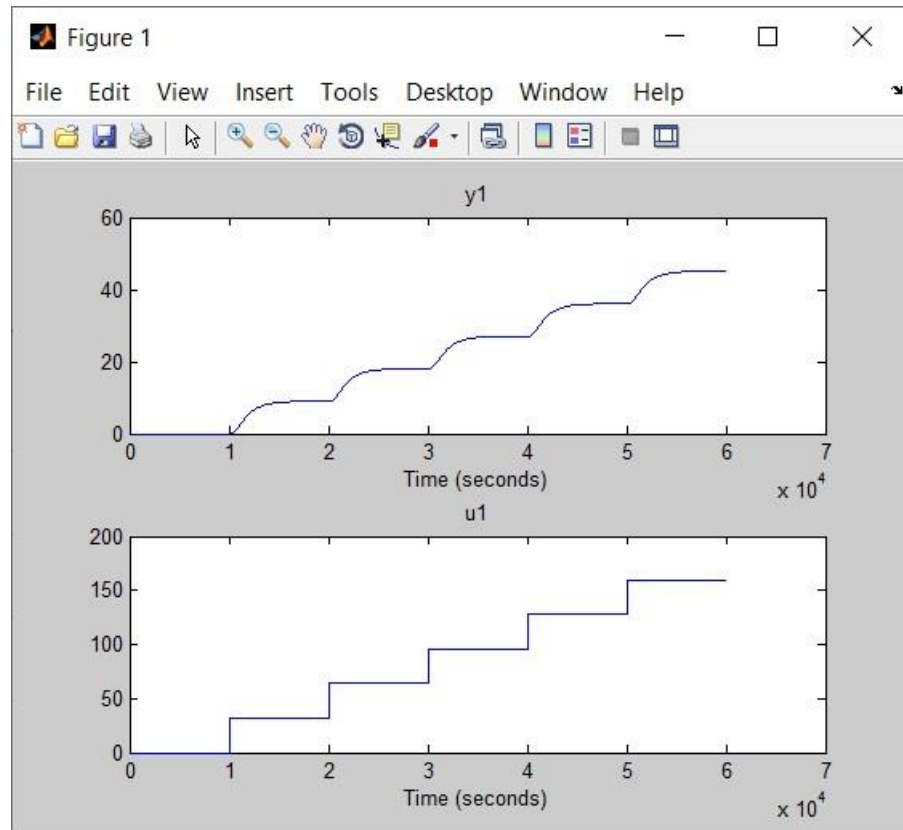 Figure 1
File Edit View Insert Tools Desktop Window Help
y1
60
40
20
0
0 1 2 3 4 5 6 7
Time (seconds)
x 10^4
u1
200
150
100
50
0
0 1 2 3 4 5 6 7
Time (seconds)
x 10^4